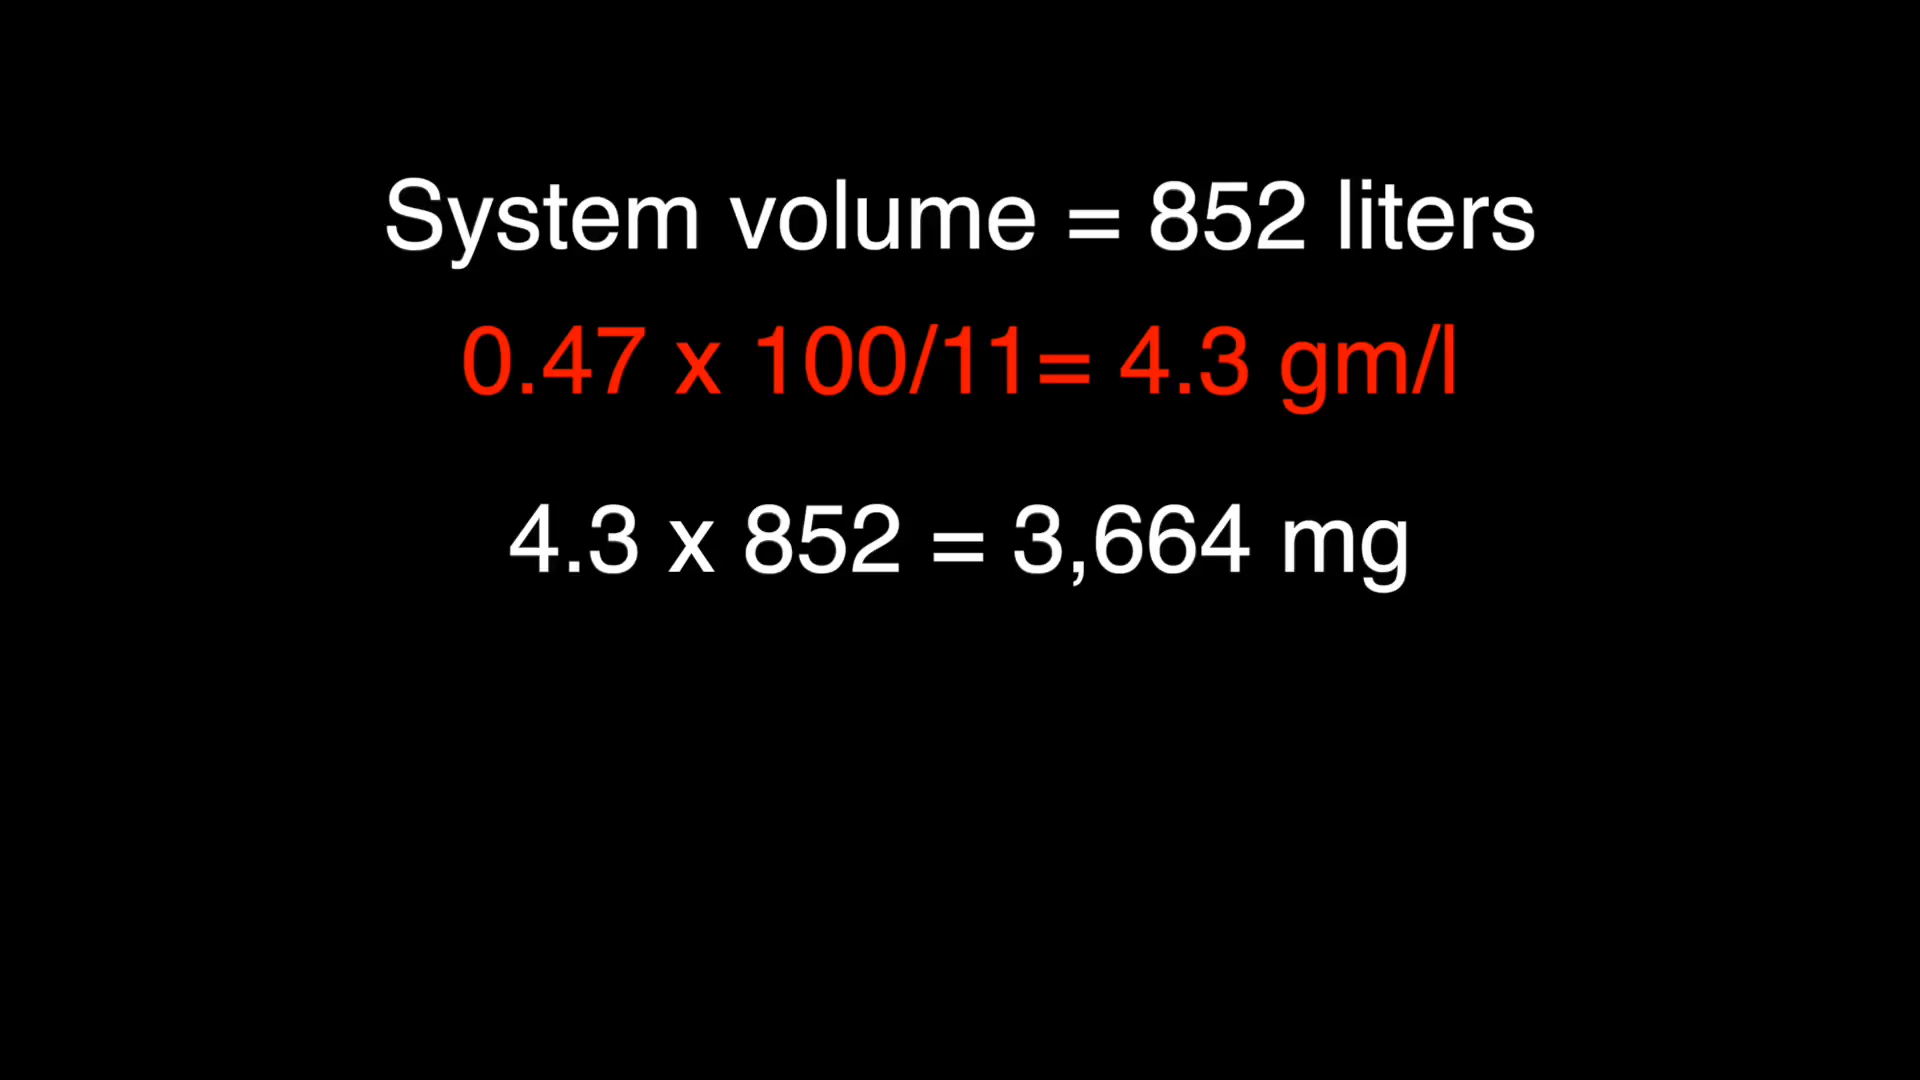 System volume = 852 liters
0.47 x 100/11= 4.3 gm/l
4.3 x 852 = 3,664 mg